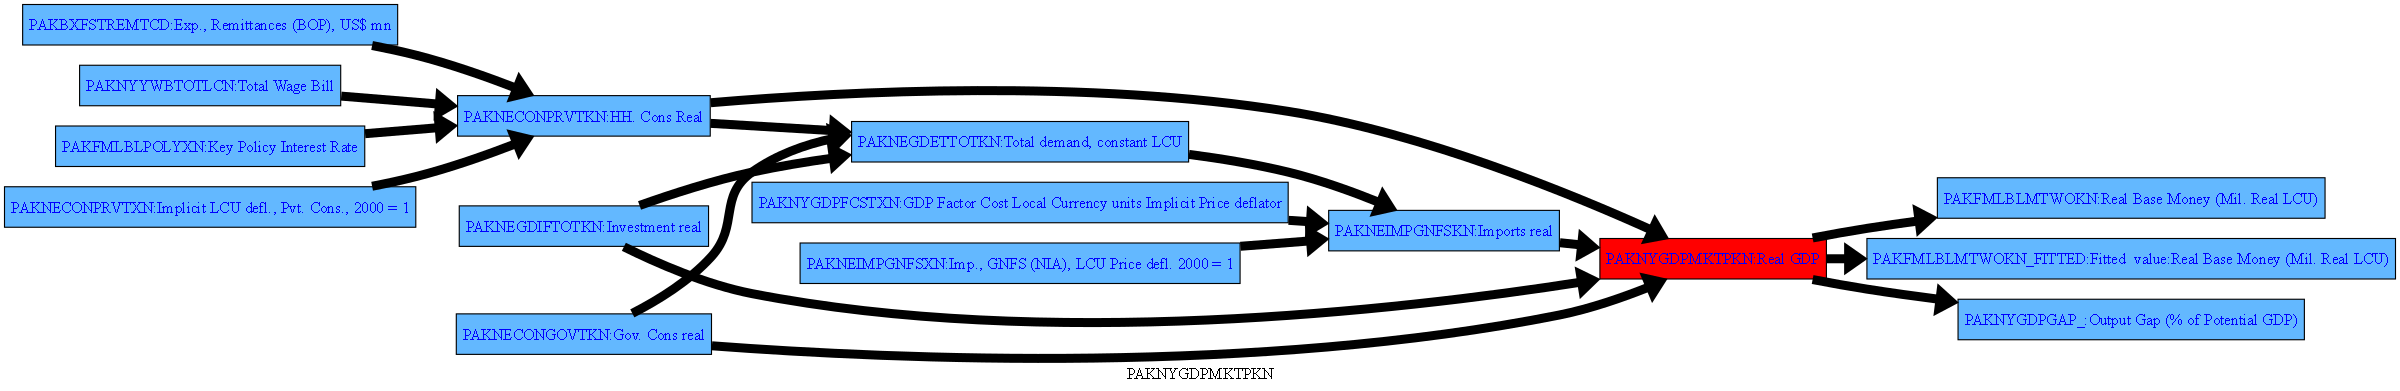 PAKBXFSTREMTCD:Exp., Remittances (BOP), US$ mn
PAKNYYWBTOTLCN:Total Wage Bill
PAKFMLBLPOLYXN:Key Policy Interest Rate
PAKNECONPRVTXN:Implicit LCU defl., Pvt. Cons., 2000 = 1
PAKNECONPRVTKN:HH. Cons Real
PAKNEGDIFTOTKN:Investment real
PAKNECONGOVTKN:Gov. Cons real
PAKNEGDETTOTKN:Total demand, constant LCU
PAKNYGDPFCSTXN:GDP Factor Cost Local Currency units Implicit Price deflator
PAKNEIMPGNFSXN:Imp., GNFS (NIA), LCU Price defl. 2000 = 1
PAKNEIMPGNFSKN:Imports real
PAKNYGDPMKTPKN:Real GDP
PAKFMLBLMTWOKN:Real Base Money (Mil. Real LCU)
PAKFMLBLMTWOKN_FITTED:Fitted  value:Real Base Money (Mil. Real LCU)
PAKNYGDPGAP_:Output Gap (% of Potential GDP)
PAKNYGDPMKTPKN